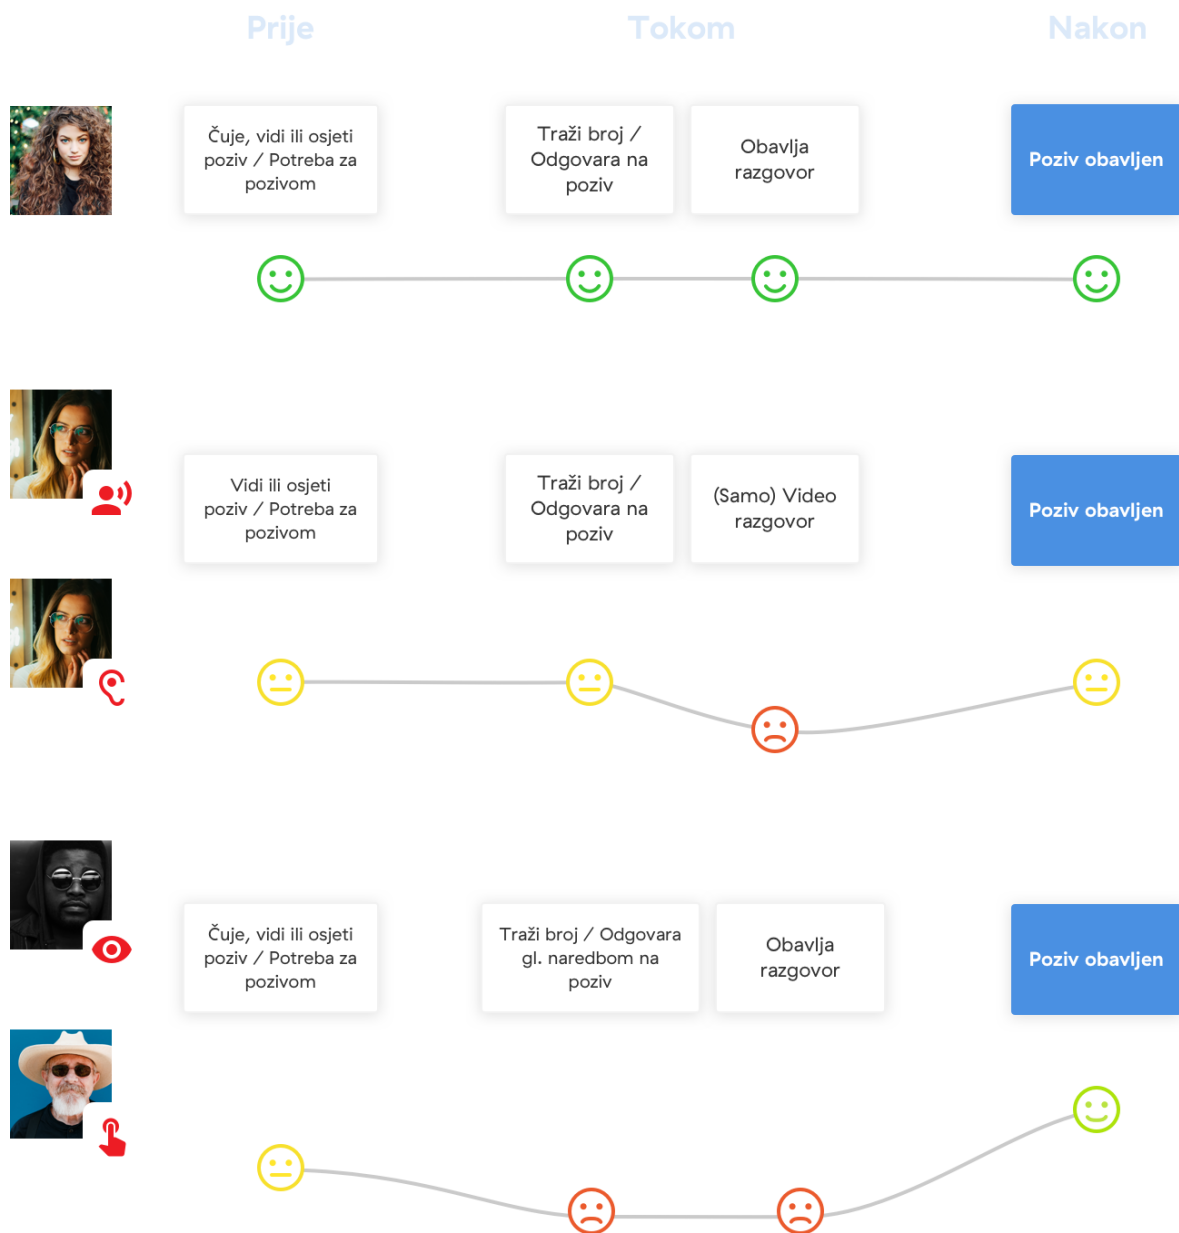 Prije
Tokom
Nakon
Čuje, vidi ili osjeti
poziv / Potreba za
pozivom
Traži broj /
Odgovara na
poziv
Obavlja
razgovor
Poziv obavljen
Vidi ili osjeti
poziv / Potreba za
pozivom
Traži broj /
Odgovara na
poziv
(Samo) Video
razgovor
Poziv obavljen
Čuje, vidi ili osjeti
poziv / Potreba za
pozivom
Traži broj / Odgovara
gl. naredbom na
poziv
Obavlja
razgovor
Poziv obavljen